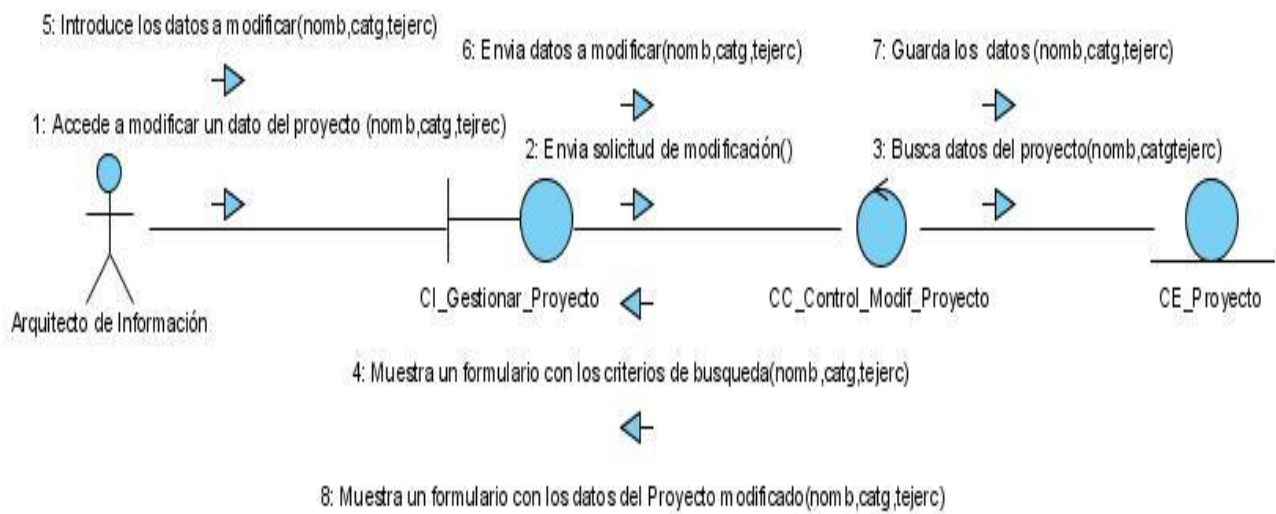 5: Introduce los datos a modificar(nomb,catg,tejerc)
6: Envia datos a modificar(nomb,catg,tejerc)
7: Guarda los datos (nomb,catg,tejerc)
1: Accede a modificar un dato del proyecto (nomb,catg,tejrec)
2: Envia solicitud de modificación()
3: Busca datos del proyecto(nomb,catgtejerc)
CI_Gestionar_Proyecto
CC_Control_Modif_Proyecto
CE_Proyecto
Arquitecto de Información
4: Muestra un formulario con los criterios de busqueda(nomb,catg,tejerc)
8: Muestra un formulario con los datos del Proyecto modificado(nomb,catg,tejerc)